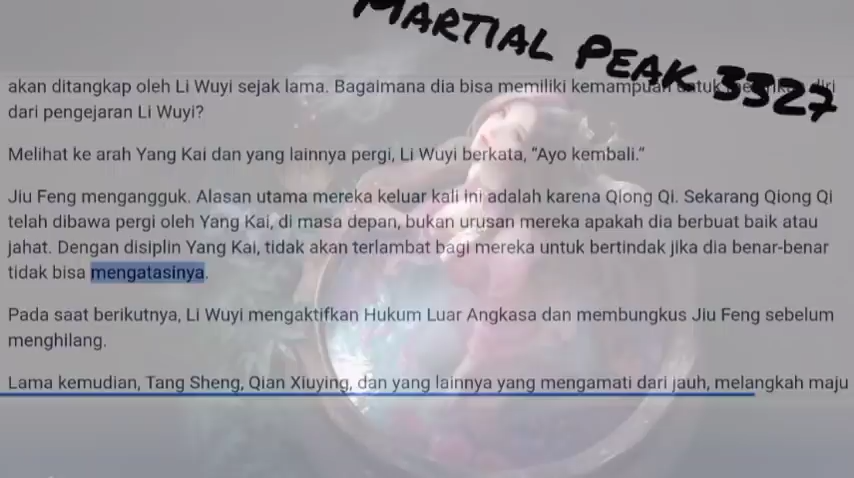 MARTIAL PEAK 3327
akan ditangkap oleh Li Wuyi sejak lama. Bagaimana dia bisa memiliki kemampuan untuk diri
dari pengejaran Li Wuyi?
Melihat ke arah Yang Kai dan yang lainnya pergi, Li Wuyi berkata, “Ayo kembali.”
Jiu Feng mengangguk. Alasan utama mereka keluar kali ini adalah karena Qiong Qi. Sekarang Qiong Qi
telah dibawa pergi oleh Yang Kai, di masa depan, bukan urusan mereka apakah dia berbuat baik atau
jahat. Dengan disiplin Yang Kai, tidak akan terlambat bagi mereka untuk bertindak jika dia benar-benar
tidak bisa mengatasinya.
Pada saat berikutnya, Li Wuyi mengaktifkan Hukum Luar Angkasa dan membungkus Jiu Feng sebelum
menghilang.
Lama kemudian, Tang Sheng, Qian Xiuying, dan yang lainnya yang mengamati dari jauh, melangkah maju